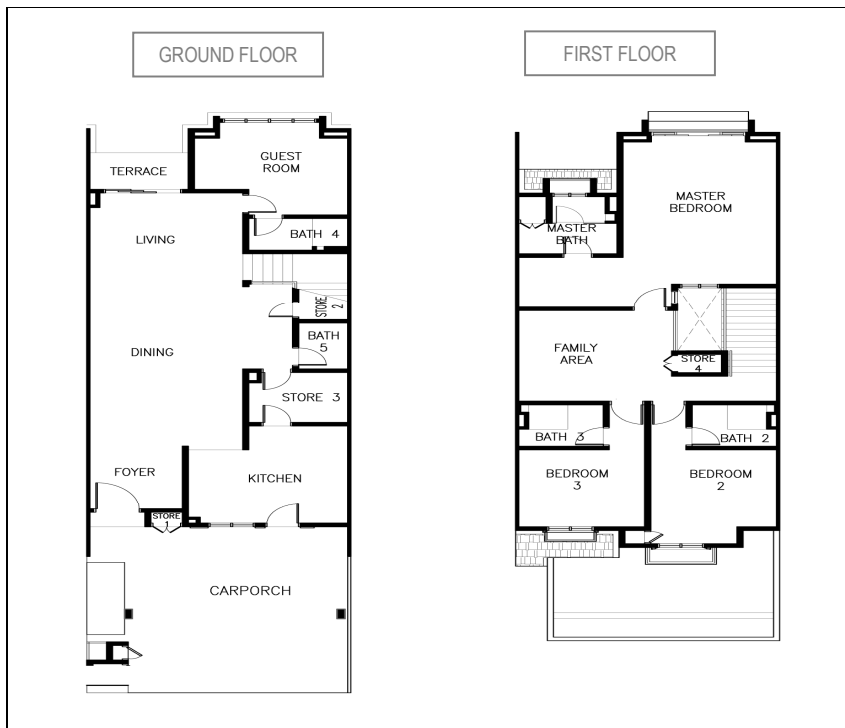 GROUND FLOOR
GUEST
ROOM
TERRACE
LIVING
BATH 4
STORE
2
BATH
5
DINING
STORE 3
FOYER
KITCHEN
STORE
1
CARPORCH
FIRST FLOOR
MASTER
BEDROOM
MASTER
BATH
FAMILY
AREA
STORE
4
BATH 3
BATH 2
BEDROOM
3
BEDROOM
2